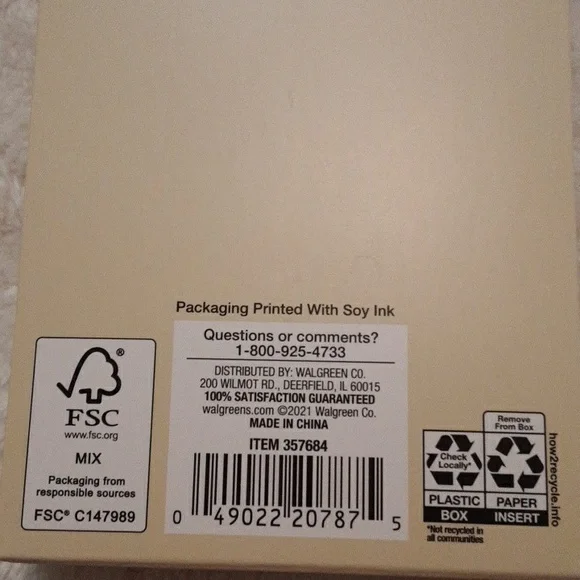 Packaging Printed With Soy Ink
Questions or comments?
1-800-925-4733
DISTRIBUTED BY: WALGREEN CO.
200 WILMOT RD., DEERFIELD, IL 60015
100% SATISFACTION GUARANTEED
walgreens.com ©2021 Walgreen Co.
MADE IN CHINA
ITEM 357684
0 49022 20787 5
®
FSC
www.fsc.org
MIX
Packaging from
responsible sources
FSC® C147989
Check
Locally*
PLASTIC
BOX
*Not recycled in
all communities
Remove
From Box
PAPER
INSERT
how2recycle.info